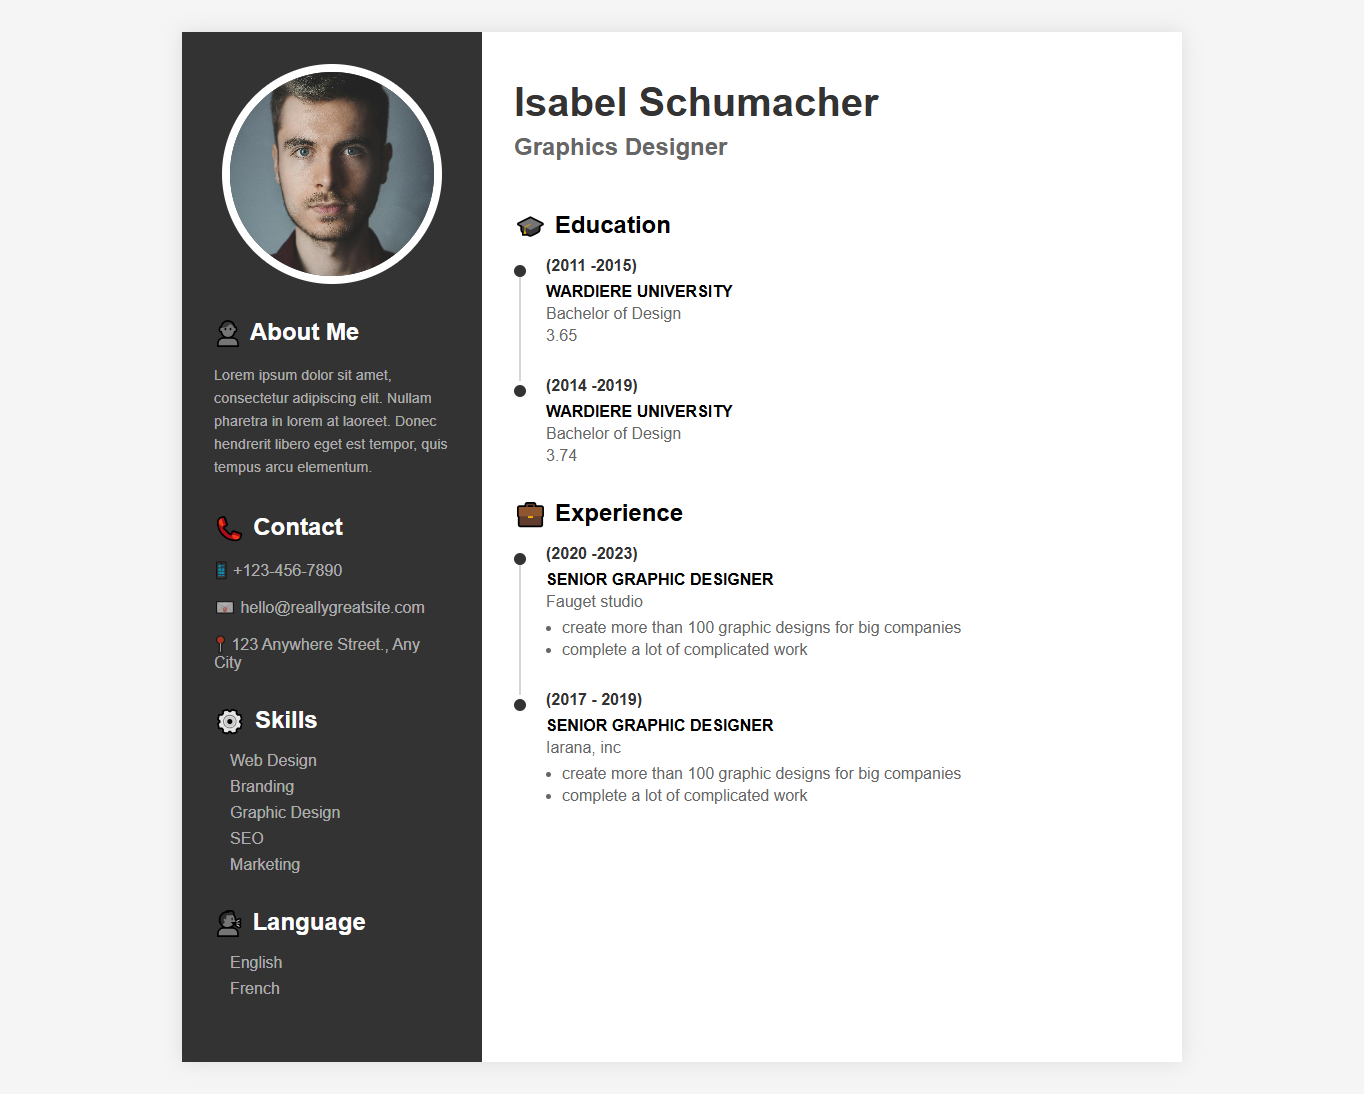 Isabel Schumacher
Graphics Designer
About Me
Lorem ipsum dolor sit amet,
consectetur adipiscing elit. Nullam
pharetra in lorem at laoreet. Donec
hendrerit libero eget est tempor, quis
tempus arcu elementum.
Contact
+123-456-7890
hello@reallygreatsite.com
123 Anywhere Street., Any
City
Skills
Web Design
Branding
Graphic Design
SEO
Marketing
Language
English
French
Education
(2011 -2015)
WARDIERE UNIVERSITY
Bachelor of Design
3.65
(2014 -2019)
WARDIERE UNIVERSITY
Bachelor of Design
3.74
Experience
(2020 -2023)
SENIOR GRAPHIC DESIGNER
Fauget studio
• create more than 100 graphic designs for big companies
• complete a lot of complicated work
(2017 - 2019)
SENIOR GRAPHIC DESIGNER
larana, inc
• create more than 100 graphic designs for big companies
• complete a lot of complicated work